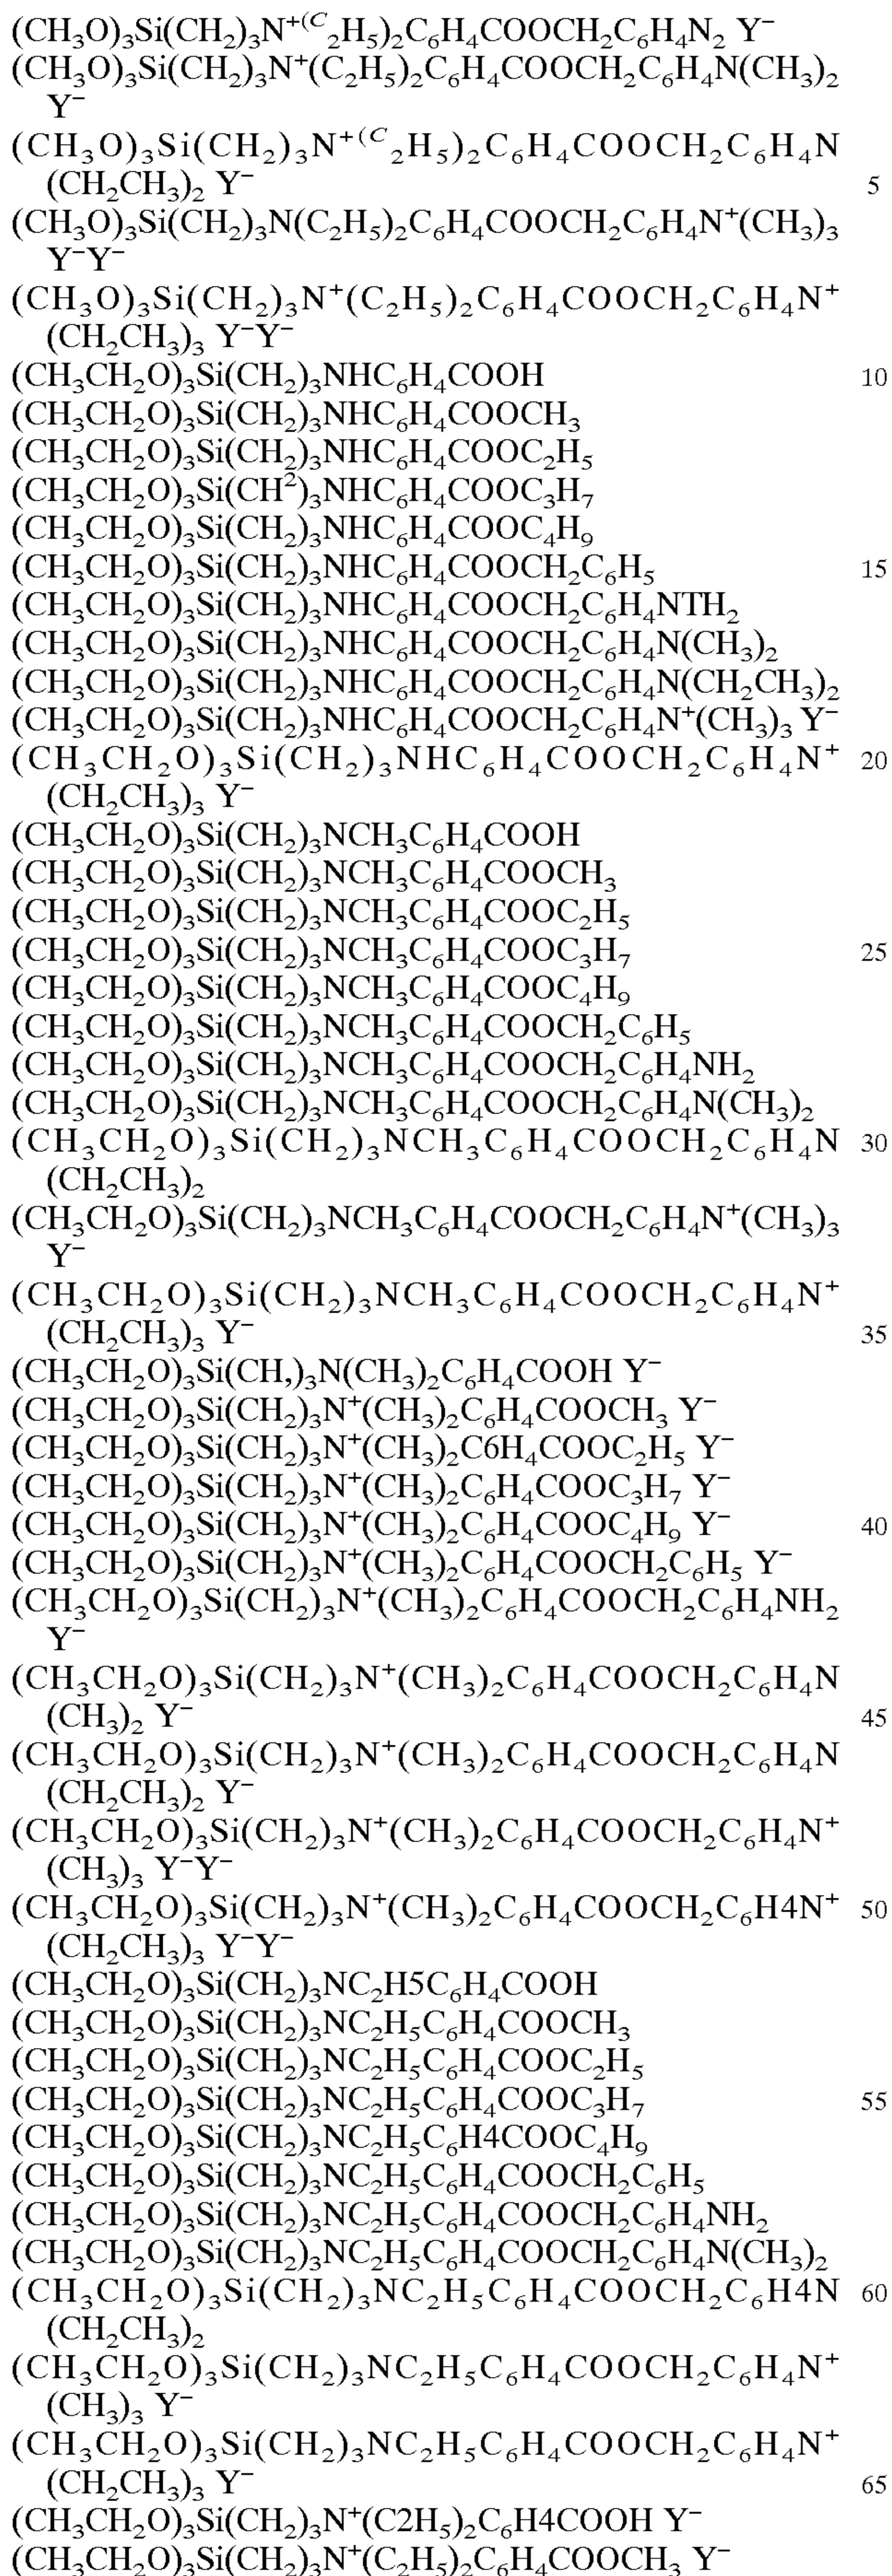 (CH₃O)₃Si(CH₂)₃N⁺⁽ᶜ₂H₅)₂C₆H₄COOCH₂C₆H₄N₂ Y⁻
(CH₃O)₃Si(CH₂)₃N⁺(C₂H₅)₂C₆H₄COOCH₂C₆H₄N(CH₃)₂
Y⁻
(CH₃O)₃Si(CH₂)₃N⁺⁽ᶜ₂H₅)₂C₆H₄COOCH₂C₆H₄N
(CH₂CH₃)₂ Y⁻ 5
(CH₃O)₃Si(CH₂)₃N(C₂H₅)₂C₆H₄COOCH₂C₆H₄N⁺(CH₃)₃
Y⁻Y⁻
(CH₃O)₃Si(CH₂)₃N⁺(C₂H₅)₂C₆H₄COOCH₂C₆H₄N⁺
(CH₂CH₃)₃ Y⁻Y⁻
(CH₃CH₂O)₃Si(CH₂)₃NHC₆H₄COOH 10
(CH₃CH₂O)₃Si(CH₂)₃NHC₆H₄COOCH₃
(CH₃CH₂O)₃Si(CH₂)₃NHC₆H₄COOC₂H₅
(CH₃CH₂O)₃Si(CH²)₃NHC₆H₄COOC₃H₇
(CH₃CH₂O)₃Si(CH₂)₃NHC₆H₄COOC₄H₉
(CH₃CH₂O)₃Si(CH₂)₃NHC₆H₄COOCH₂C₆H₅ 15
(CH₃CH₂O)₃Si(CH₂)₃NHC₆H₄COOCH₂C₆H₄NTH₂
(CH₃CH₂O)₃Si(CH₂)₃NHC₆H₄COOCH₂C₆H₄N(CH₃)₂
(CH₃CH₂O)₃Si(CH₂)₃NHC₆H₄COOCH₂C₆H₄N(CH₂CH₃)₂
(CH₃CH₂O)₃Si(CH₂)₃NHC₆H₄COOCH₂C₆H₄N⁺(CH₃)₃ Y⁻
(CH₃CH₂O)₃Si(CH₂)₃NHC₆H₄COOCH₂C₆H₄N⁺ 20
(CH₂CH₃)₃ Y⁻
(CH₃CH₂O)₃Si(CH₂)₃NCH₃C₆H₄COOH
(CH₃CH₂O)₃Si(CH₂)₃NCH₃C₆H₄COOCH₃
(CH₃CH₂O)₃Si(CH₂)₃NCH₃C₆H₄COOC₂H₅
(CH₃CH₂O)₃Si(CH₂)₃NCH₃C₆H₄COOC₃H₇ 25
(CH₃CH₂O)₃Si(CH₂)₃NCH₃C₆H₄COOC₄H₉
(CH₃CH₂O)₃Si(CH₂)₃NCH₃C₆H₄COOCH₂C₆H₅
(CH₃CH₂O)₃Si(CH₂)₃NCH₃C₆H₄COOCH₂C₆H₄NH₂
(CH₃CH₂O)₃Si(CH₂)₃NCH₃C₆H₄COOCH₂C₆H₄N(CH₃)₂
(CH₃CH₂O)₃Si(CH₂)₃NCH₃C₆H₄COOCH₂C₆H₄N 30
(CH₂CH₃)₂
(CH₃CH₂O)₃Si(CH₂)₃NCH₃C₆H₄COOCH₂C₆H₄N⁺(CH₃)₃
Y⁻
(CH₃CH₂O)₃Si(CH₂)₃NCH₃C₆H₄COOCH₂C₆H₄N⁺
(CH₂CH₃)₃ Y⁻ 35
(CH₃CH₂O)₃Si(CH,)₃N(CH₃)₂C₆H₄COOH Y⁻
(CH₃CH₂O)₃Si(CH₂)₃N⁺(CH₃)₂C₆H₄COOCH₃ Y⁻
(CH₃CH₂O)₃Si(CH₂)₃N⁺(CH₃)₂C6H₄COOC₂H₅ Y⁻
(CH₃CH₂O)₃Si(CH₂)₃N⁺(CH₃)₂C₆H₄COOC₃H₇ Y⁻
(CH₃CH₂O)₃Si(CH₂)₃N⁺(CH₃)₂C₆H₄COOC₄H₉ Y⁻ 40
(CH₃CH₂O)₃Si(CH₂)₃N⁺(CH₃)₂C₆H₄COOCH₂C₆H₅ Y⁻
(CH₃CH₂O)₃Si(CH₂)₃N⁺(CH₃)₂C₆H₄COOCH₂C₆H₄NH₂
Y⁻
(CH₃CH₂O)₃Si(CH₂)₃N⁺(CH₃)₂C₆H₄COOCH₂C₆H₄N
(CH₃)₂ Y⁻ 45
(CH₃CH₂O)₃Si(CH₂)₃N⁺(CH₃)₂C₆H₄COOCH₂C₆H₄N
(CH₂CH₃)₂ Y⁻
(CH₃CH₂O)₃Si(CH₂)₃N⁺(CH₃)₂C₆H₄COOCH₂C₆H₄N⁺
(CH₃)₃ Y⁻Y⁻
(CH₃CH₂O)₃Si(CH₂)₃N⁺(CH₃)₂C₆H₄COOCH₂C₆H4N⁺ 50
(CH₂CH₃)₃ Y⁻Y⁻
(CH₃CH₂O)₃Si(CH₂)₃NC₂H5C₆H₄COOH
(CH₃CH₂O)₃Si(CH₂)₃NC₂H₅C₆H₄COOCH₃
(CH₃CH₂O)₃Si(CH₂)₃NC₂H₅C₆H₄COOC₂H₅
(CH₃CH₂O)₃Si(CH₂)₃NC₂H₅C₆H₄COOC₃H₇ 55
(CH₃CH₂O)₃Si(CH₂)₃NC₂H₅C₆H4COOC₄H₉
(CH₃CH₂O)₃Si(CH₂)₃NC₂H₅C₆H₄COOCH₂C₆H₅
(CH₃CH₂O)₃Si(CH₂)₃NC₂H₅C₆H₄COOCH₂C₆H₄NH₂
(CH₃CH₂O)₃Si(CH₂)₃NC₂H₅C₆H₄COOCH₂C₆H₄N(CH₃)₂
(CH₃CH₂O)₃Si(CH₂)₃NC₂H₅C₆H₄COOCH₂C₆H4N 60
(CH₂CH₃)₂
(CH₃CH₂O)₃Si(CH₂)₃NC₂H₅C₆H₄COOCH₂C₆H₄N⁺
(CH₃)₃ Y⁻
(CH₃CH₂O)₃Si(CH₂)₃NC₂H₅C₆H₄COOCH₂C₆H₄N⁺
(CH₂CH₃)₃ Y⁻ 65
(CH₃CH₂O)₃Si(CH₂)₃N⁺(C2H₅)₂C₆H4COOH Y⁻
(CH₃CH₂O)₃Si(CH₂)₃N⁺(C₂H₅)₂C₆H₄COOCH₃ Y⁻